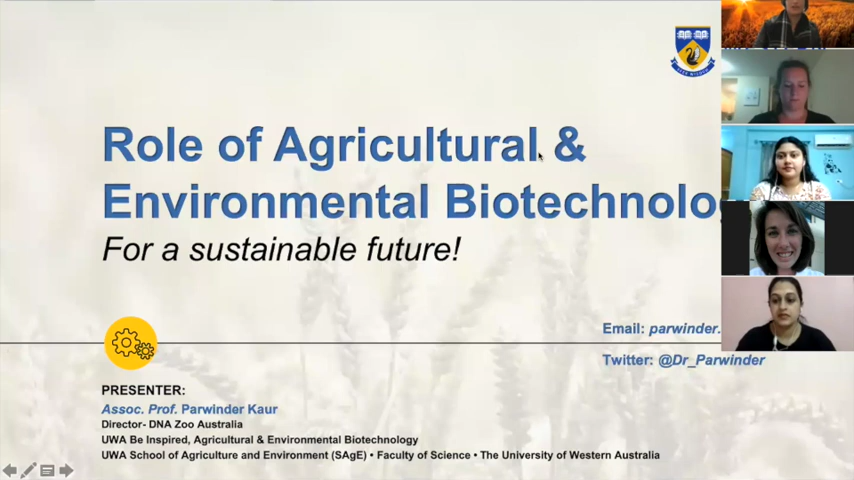 Role of Agricultural &
Environmental Biotechnolo
For a sustainable future!
Email: parwinder.
Twitter: @Dr_Parwinder
PRESENTER:
Assoc. Prof. Parwinder Kaur
Director- DNA Zoo Australia
UWA Be Inspired, Agricultural & Environmental Biotechnology
UWA School of Agriculture and Environment (SAgE) • Faculty of Science • The University of Western Australia